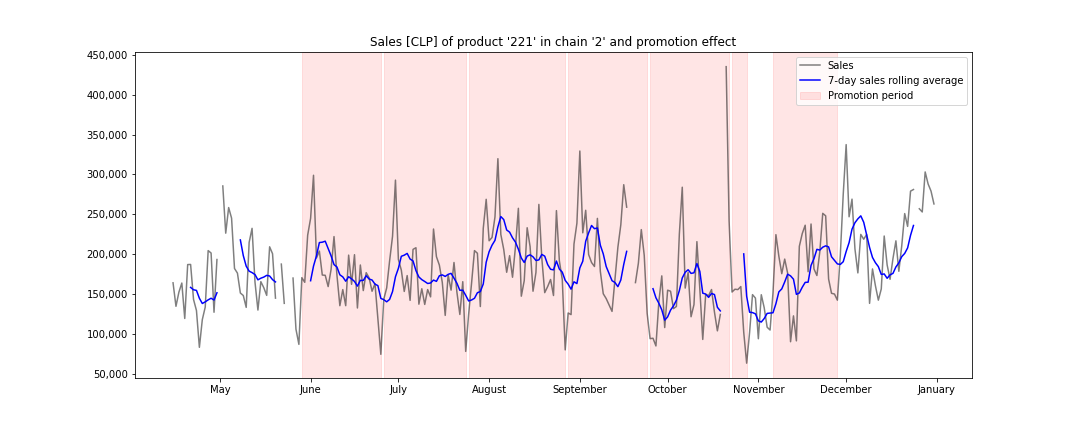 Sales [CLP] of product '221' in chain '2' and promotion effect
450,000
400,000
350,000
300,000
250,000
200,000
150,000
100,000
50,000
Sales
7-day sales rolling average
Promotion period
May June July August September October November December January